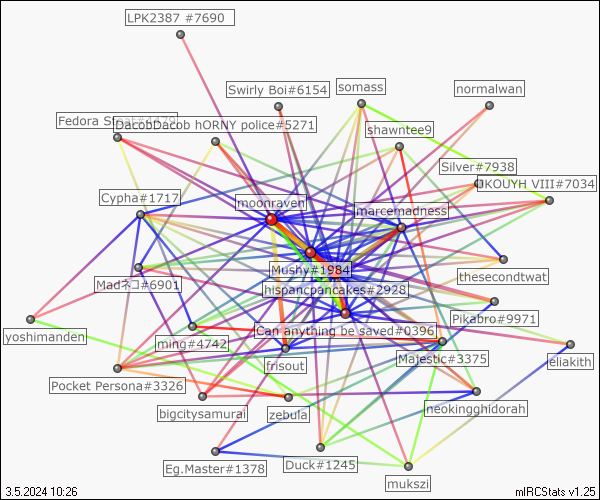 LPK2387 #7690
Swirly Boi#6154
somass
normalwan
Fedora
DacobDacob hORNY police#5271
shawntee9
Silver#7938
KOUYH VIII#7034
Cypha#1717
moonraven
marcemadness
Mushy#1984
thesecondtwat
Madネコ#6901
hispancpancakes#2928
Pikabro#9971
yoshimanden
ming#4742
Can anything be saved#0396
frisout
Majestic#3375
eliakith
Pocket Persona#3326
bigcitysamurai
zebula
neokingghidorah
Eg.Master#1378
Duck#1245
mukszi
3.5.2024 10:26
mIRCStats v1.25